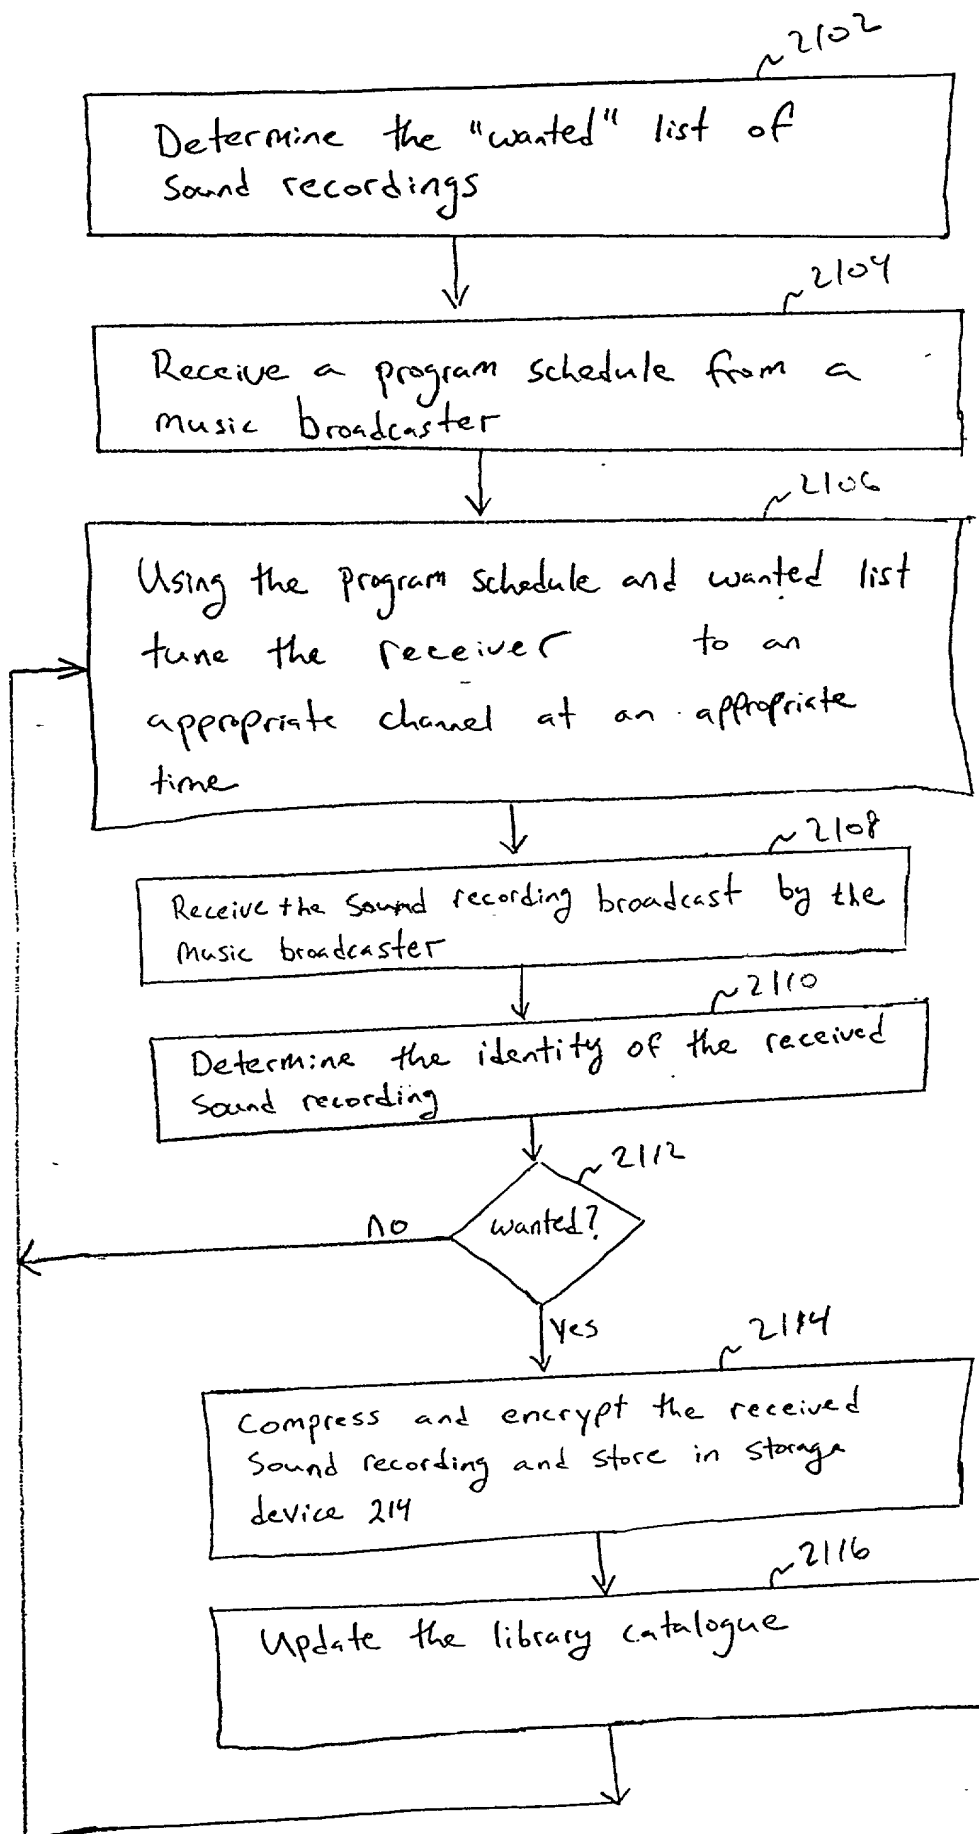 2102
Determine the "wanted" list of
Sound recordings
2104
Receive a program schedule from a
music broadcaster
2106
Using the program schedule and wanted list
tune the receiver to an
appropriate channel at an appropriate
time
2108
Receive the Sound recording broadcast by the
music broadcaster
2110
Determine the identity of the received
Sound recording
2112
wanted?
no
yes
2114
Compress and encrypt the received
Sound recording and store in storage
device 214
2116
Update the library catalogue